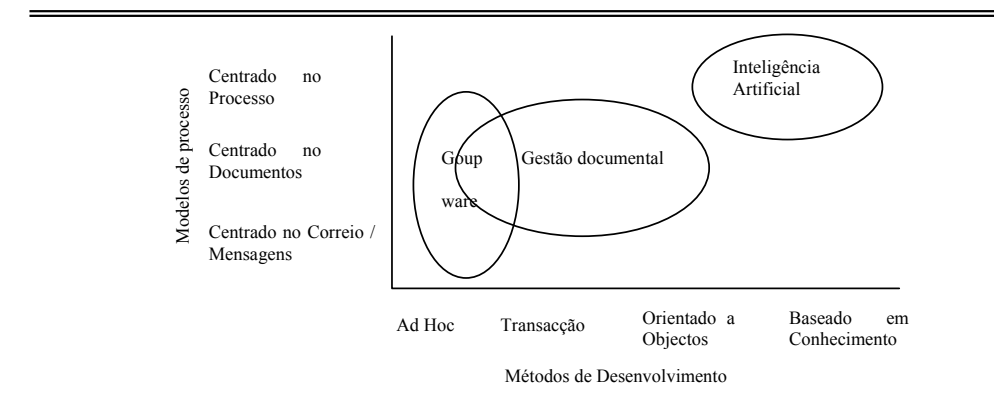 Modelos de processo
Centrado no
Processo
Centrado no
Documentos
Centrado no Correio /
Mensagens
Goup
ware
Gestão documental
Inteligência
Artificial
Ad Hoc
Transacção
Orientado a
Objectos
Baseado em
Conhecimento
Métodos de Desenvolvimento